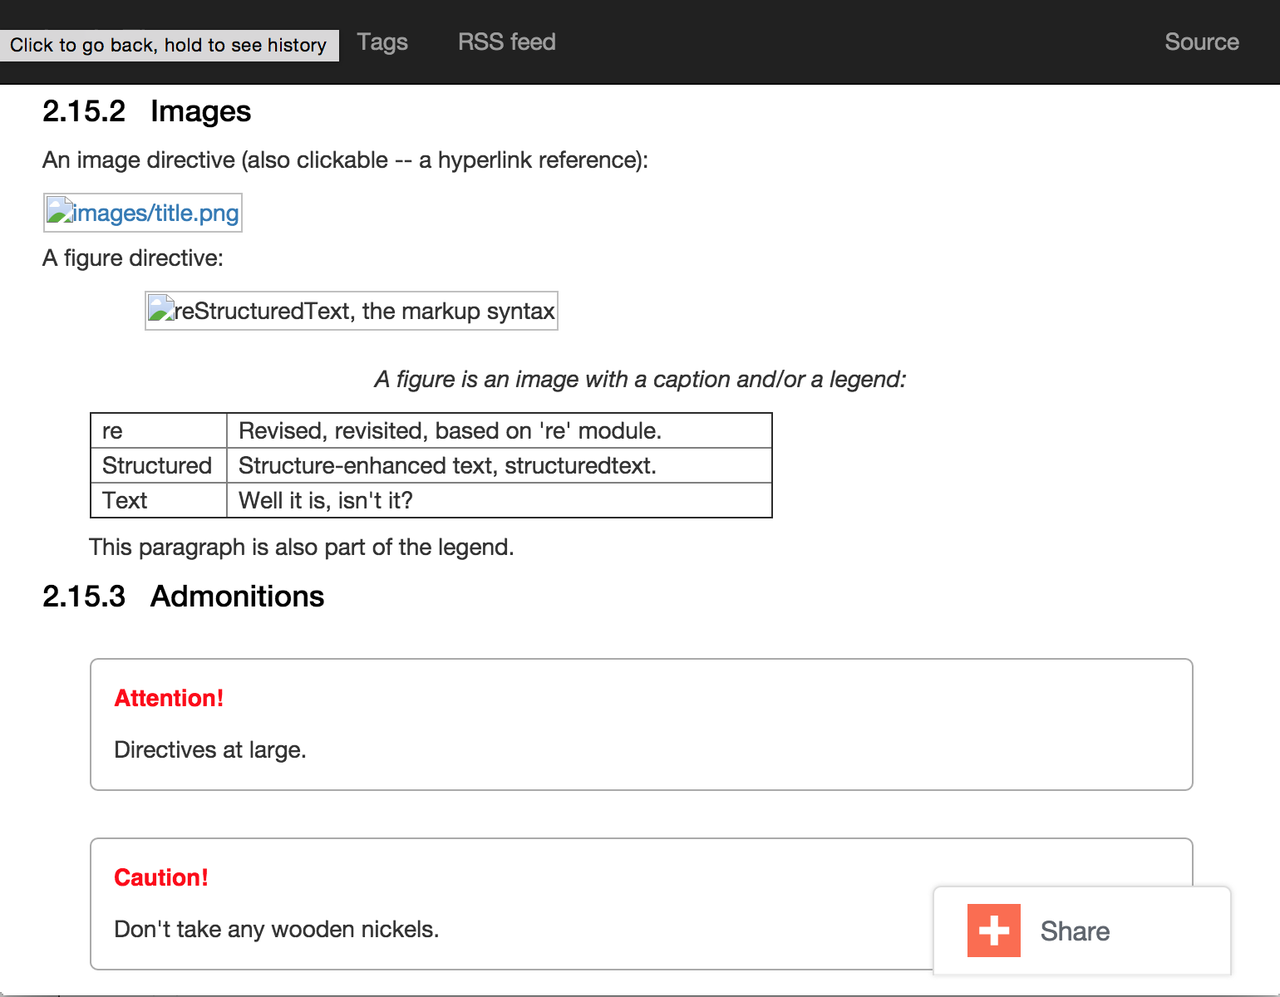 Click to go back, hold to see history Tags RSS feed Source
2.15.2 Images
An image directive (also clickable -- a hyperlink reference):
images/title.png
A figure directive:
reStructuredText, the markup syntax
A figure is an image with a caption and/or a legend:
re Revised, revisited, based on 're' module.
Structured Structure-enhanced text, structuredtext.
Text Well it is, isn't it?
This paragraph is also part of the legend.
2.15.3 Admonitions
Attention!
Directives at large.
Caution!
Don't take any wooden nickels.
Share